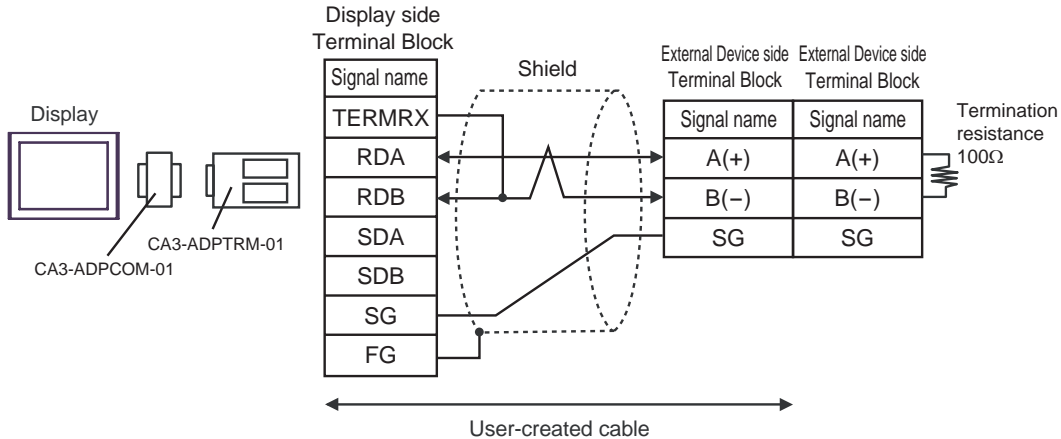 Display
CA3-ADPCOM-01
CA3-ADPTRM-01
Display side
Terminal Block
Signal name
TERMRX
RDA
RDB
SDA
SDB
SG
FG
Shield
External Device side
Terminal Block
Signal name
A(+)
B(−)
SG
External Device side
Terminal Block
Signal name
A(+)
B(−)
SG
Termination
resistance
100Ω
User-created cable